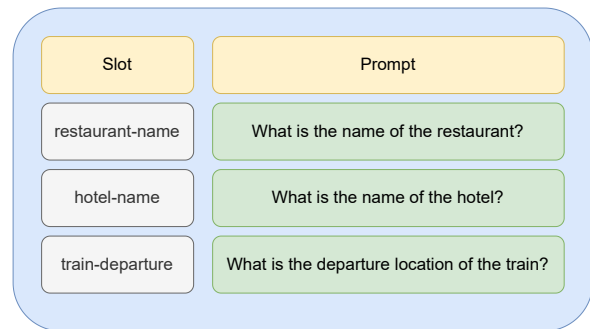 Slot Prompt
restaurant-name What is the name of the restaurant?
hotel-name What is the name of the hotel?
train-departure What is the departure location of the train?